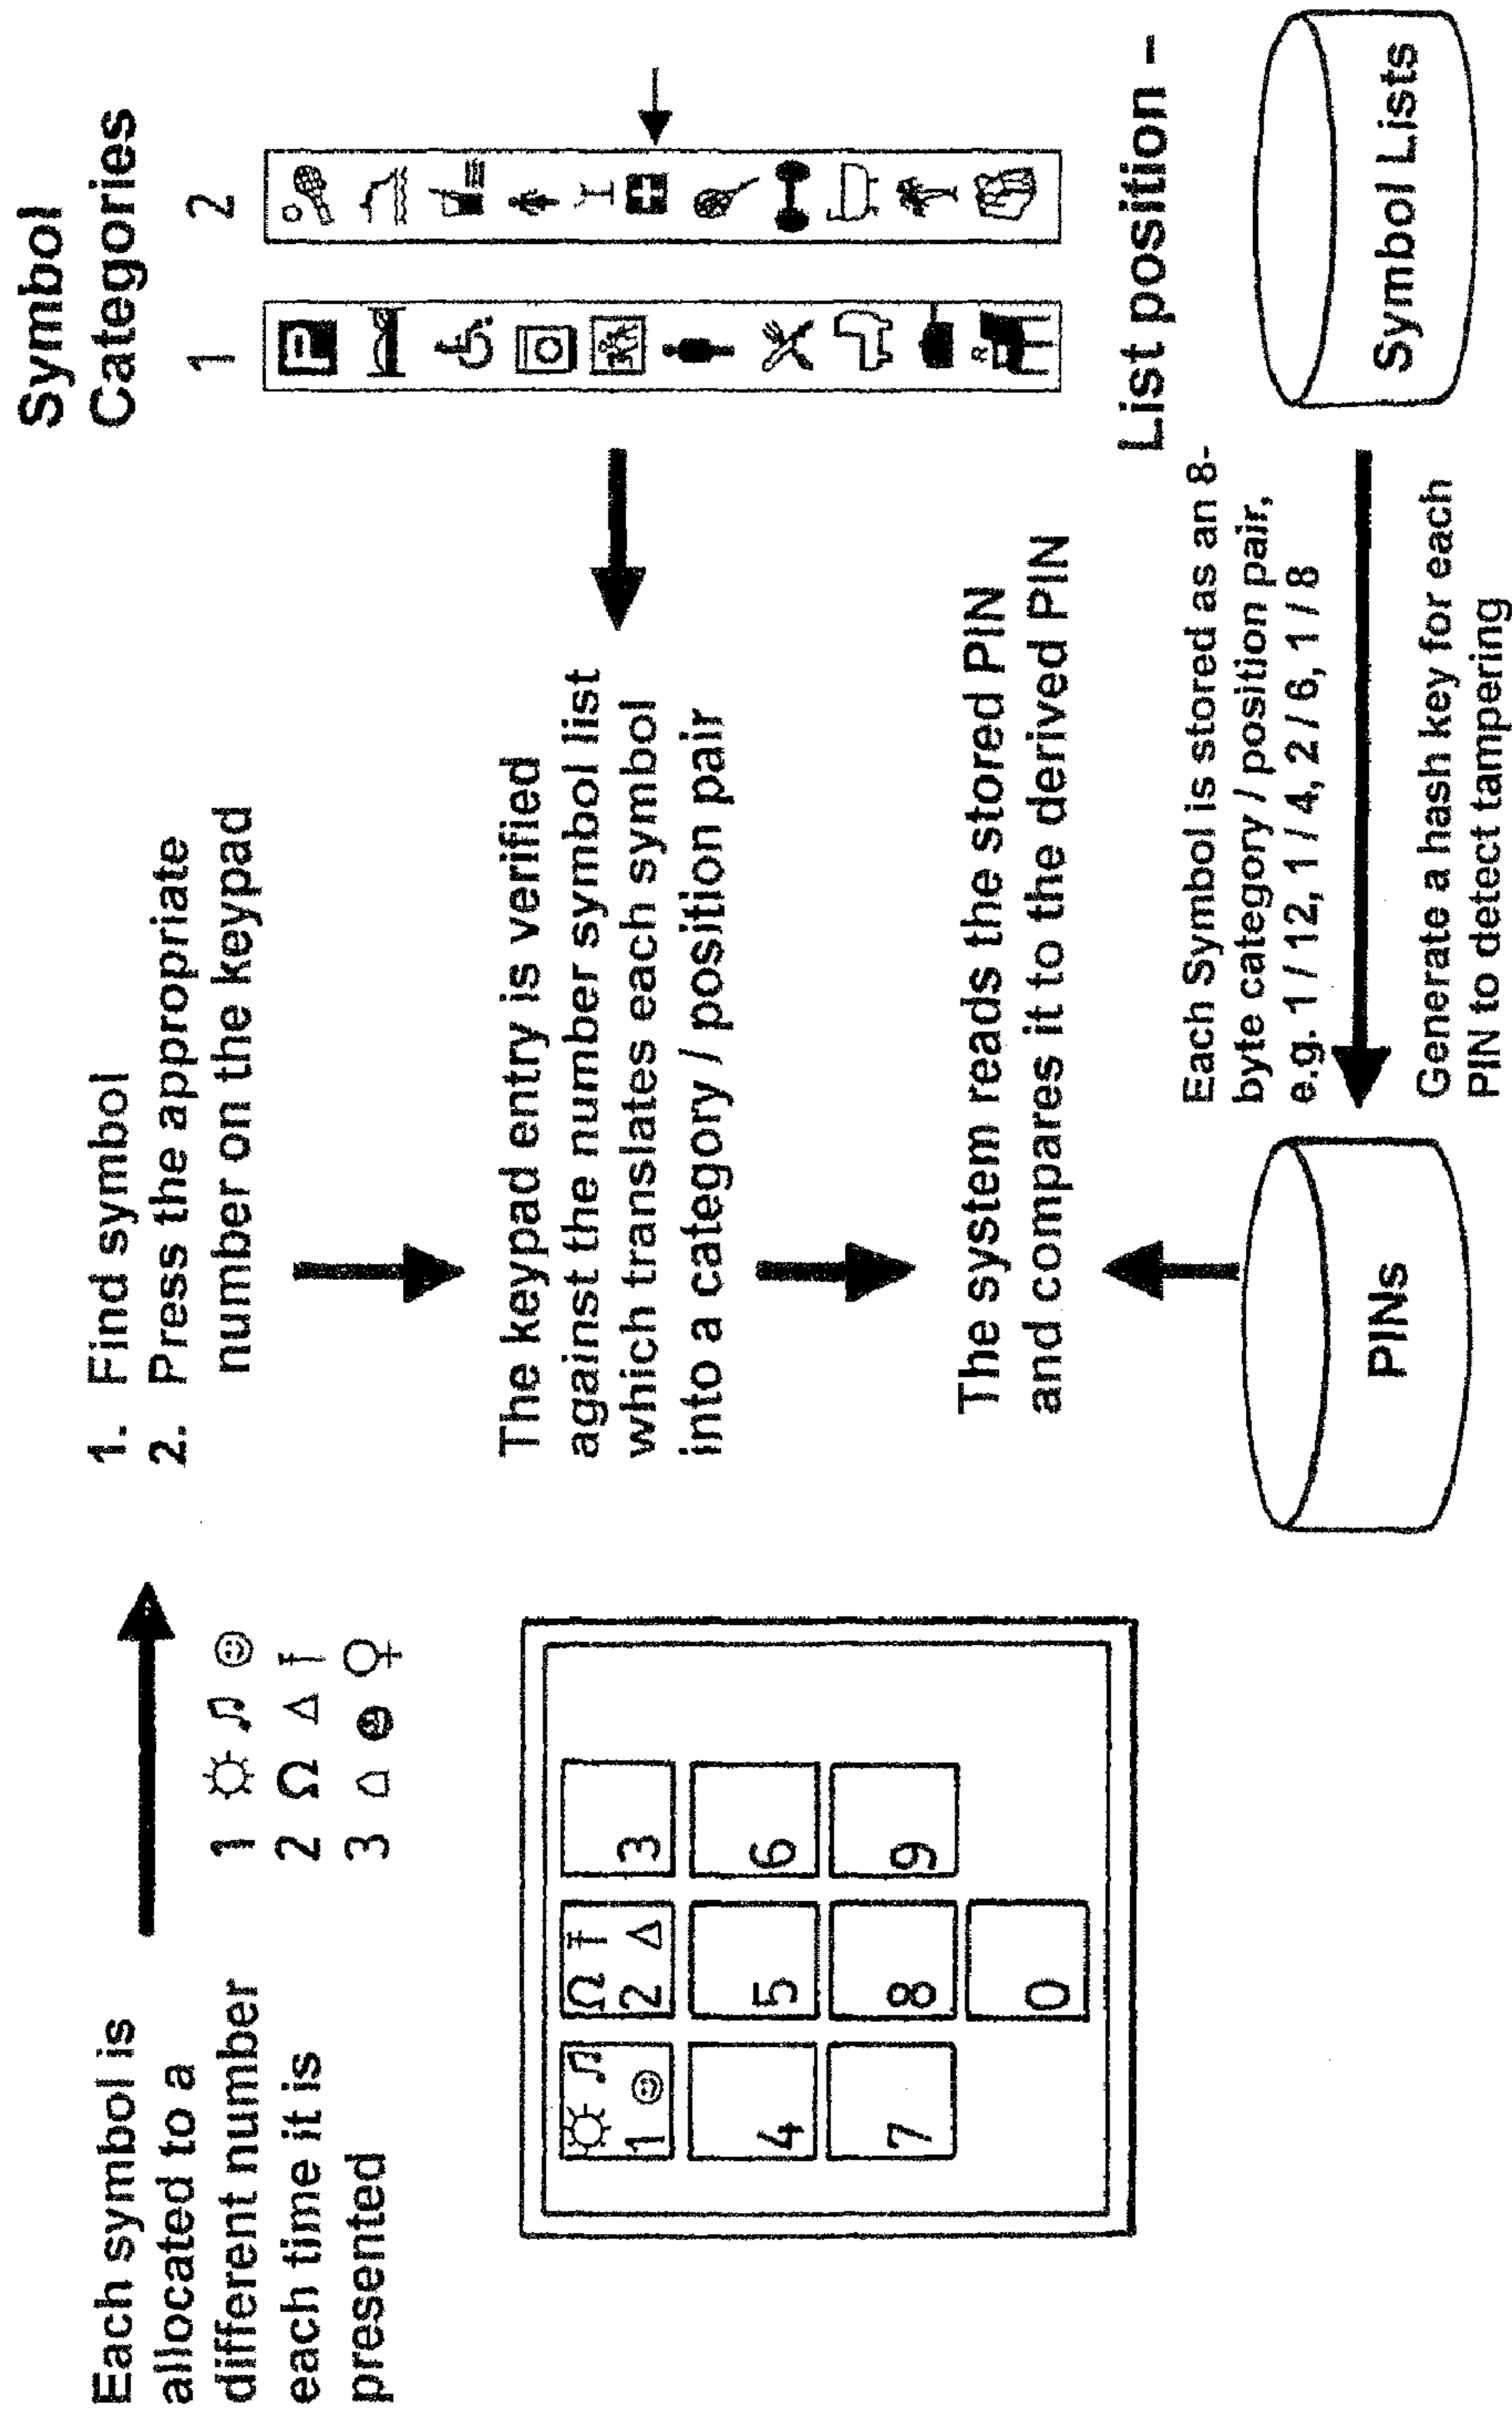 Each symbol is
allocated to a
different number
each time it is
presented
1 ☼ ♫ ☺
2 Ω △ †
3 ⌂ ☻ ♀
☼ ♫
1 ☺
Ω †
2 △
3
4
5
6
7
8
9
0
1. Find symbol
2. Press the appropriate
number on the keypad
The keypad entry is verified
against the number symbol list
which translates each symbol
into a category / position pair
The system reads the stored PIN
and compares it to the derived PIN
PINs
Symbol
Categories
1 2
P
R
List position -
Each Symbol is stored as an 8-
byte category / position pair,
e.g. 1 / 12, 1 / 4, 2 / 6, 1 / 8
Generate a hash key for each
PIN to detect tampering
Symbol Lists